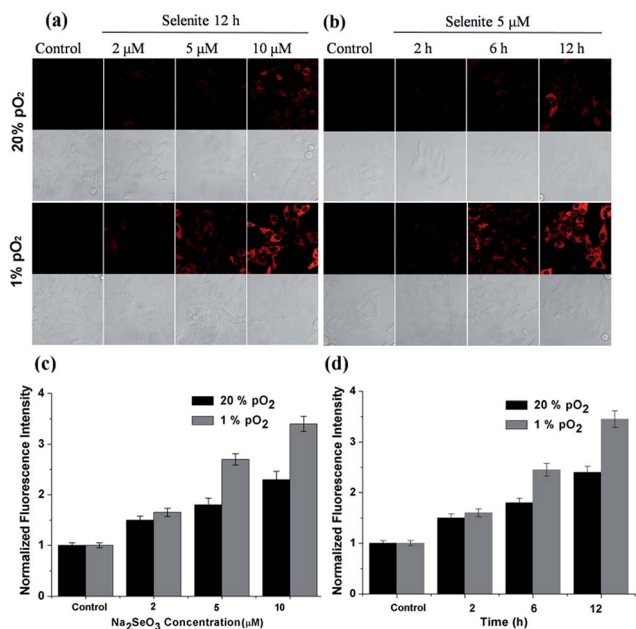 (a) Selenite 12 h
Control 2 μM 5 μM 10 μM
20% pO₂
1% pO₂
(b) Selenite 5 μM
Control 2 h 6 h 12 h
(c)
Normalized Fluorescence Intensity
4
3
2
1
0
20 % pO₂
1 % pO₂
Control 2 5 10
Na₂SeO₃ Concentration(μM)
(d)
Normalized Fluorescence Intensity
4
3
2
1
0
20 % pO₂
1 % pO₂
Control 2 6 12
Time (h)